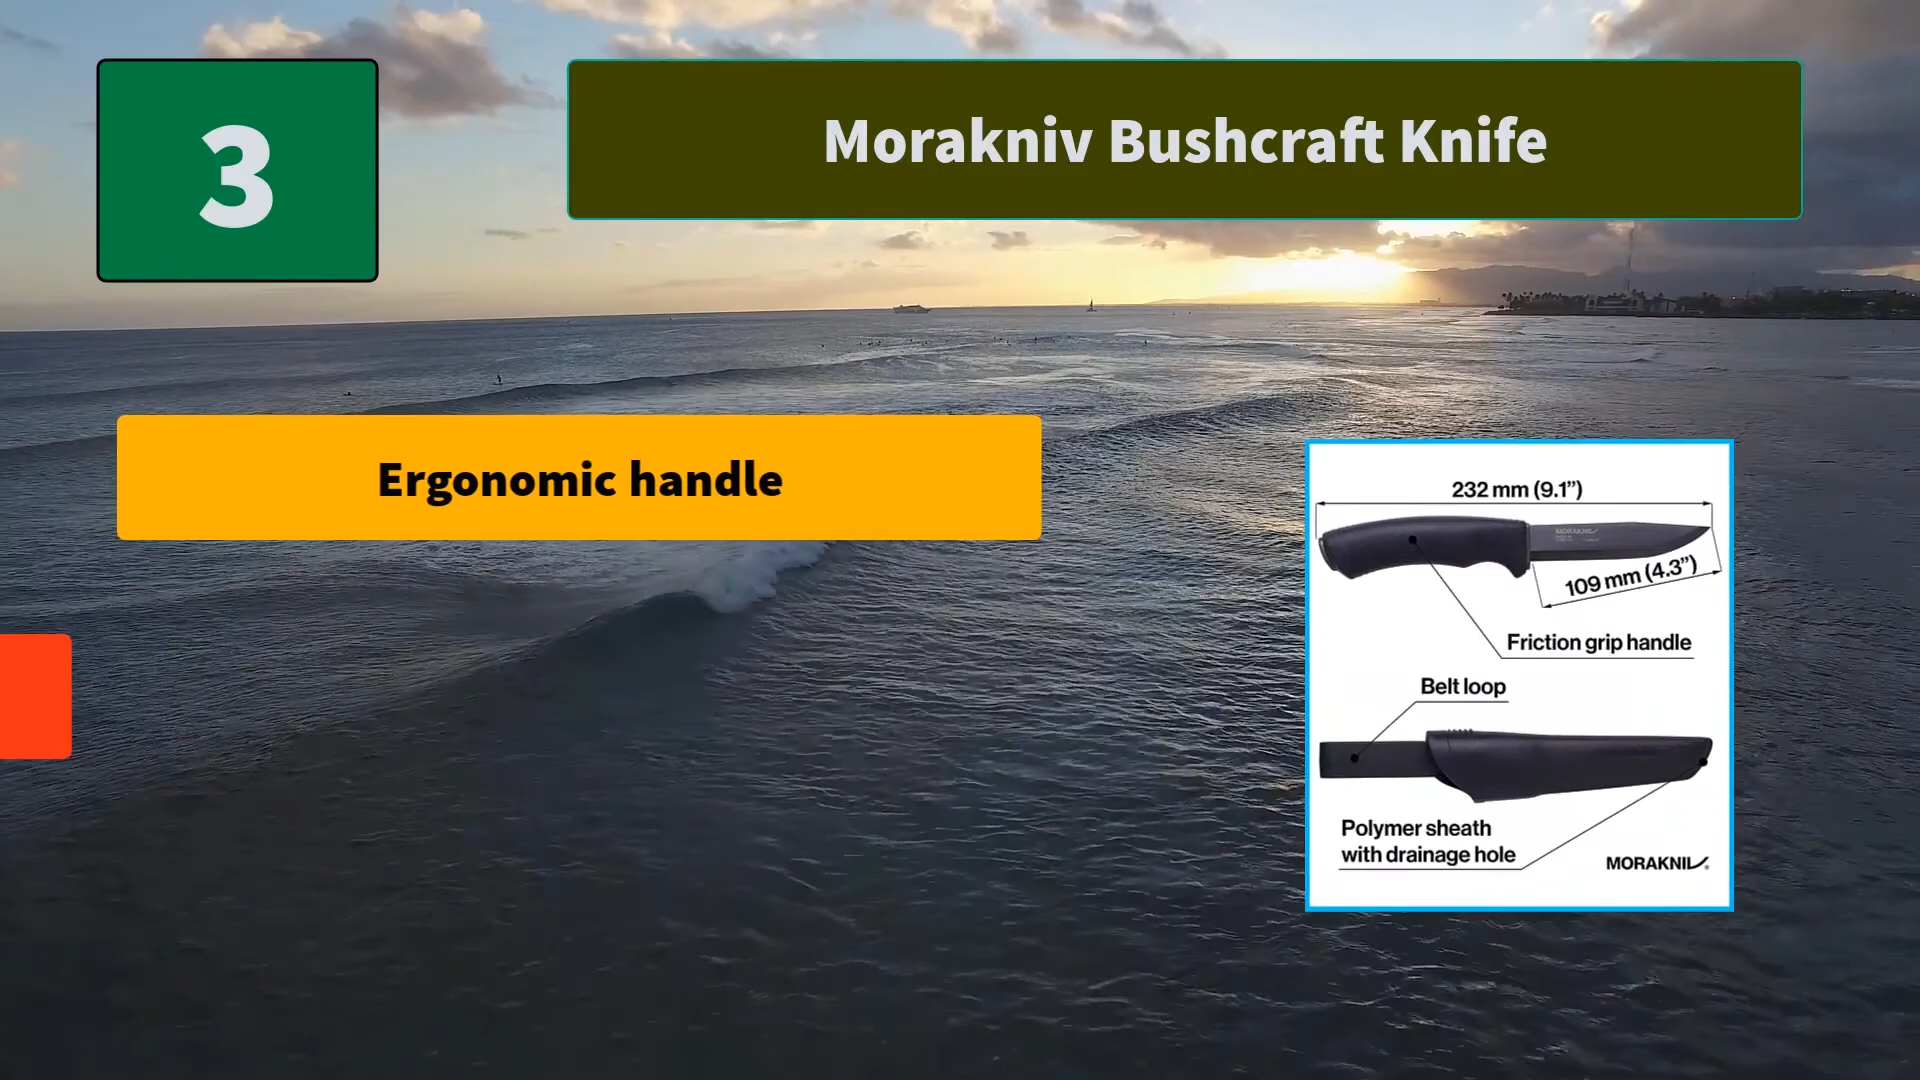 3
Morakniv Bushcraft Knife
Ergonomic handle
232 mm (9.1”)
MORAKNIV
109 mm (4.3”)
Friction grip handle
Belt loop
Polymer sheath
with drainage hole
MORAKNIV